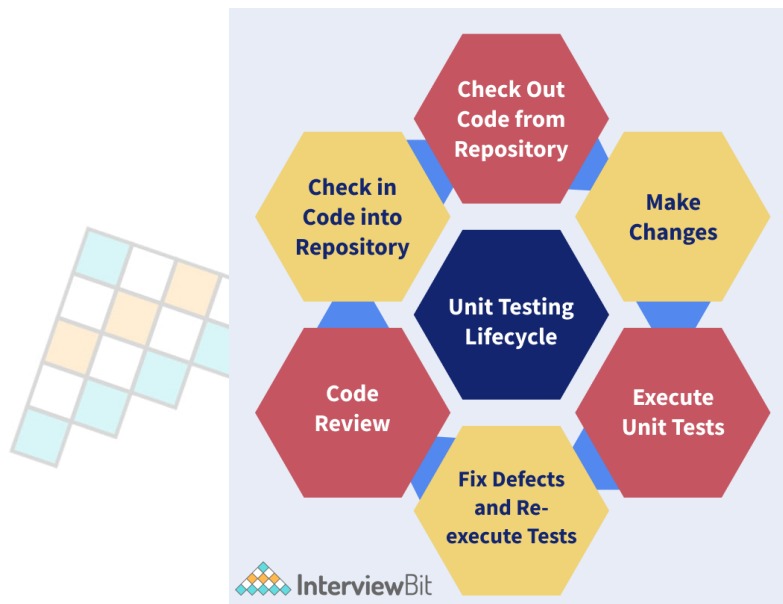 Check Out
Code from
Repository
Make
Changes
Execute
Unit Tests
Fix Defects
and Re-
execute Tests
Code
Review
Check in
Code into
Repository
Unit Testing
Lifecycle
InterviewBit